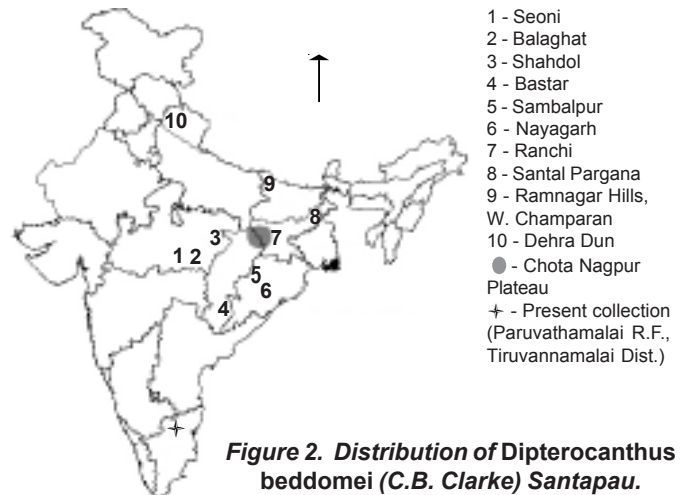 1 - Seoni
2 - Balaghat
3 - Shahdol
4 - Bastar
5 - Sambalpur
6 - Nayagarh
7 - Ranchi
8 - Santal Pargana
9 - Ramnagar Hills,
W. Champaran
10 - Dehra Dun
- Chota Nagpur
Plateau
- Present collection
(Paruvathamalai R.F.,
Tiruvannamalai Dist.)
10
9
8
3
7
1 2
5
6
4
Figure 2. Distribution of Dipterocanthus
beddomei (C.B. Clarke) Santapau.